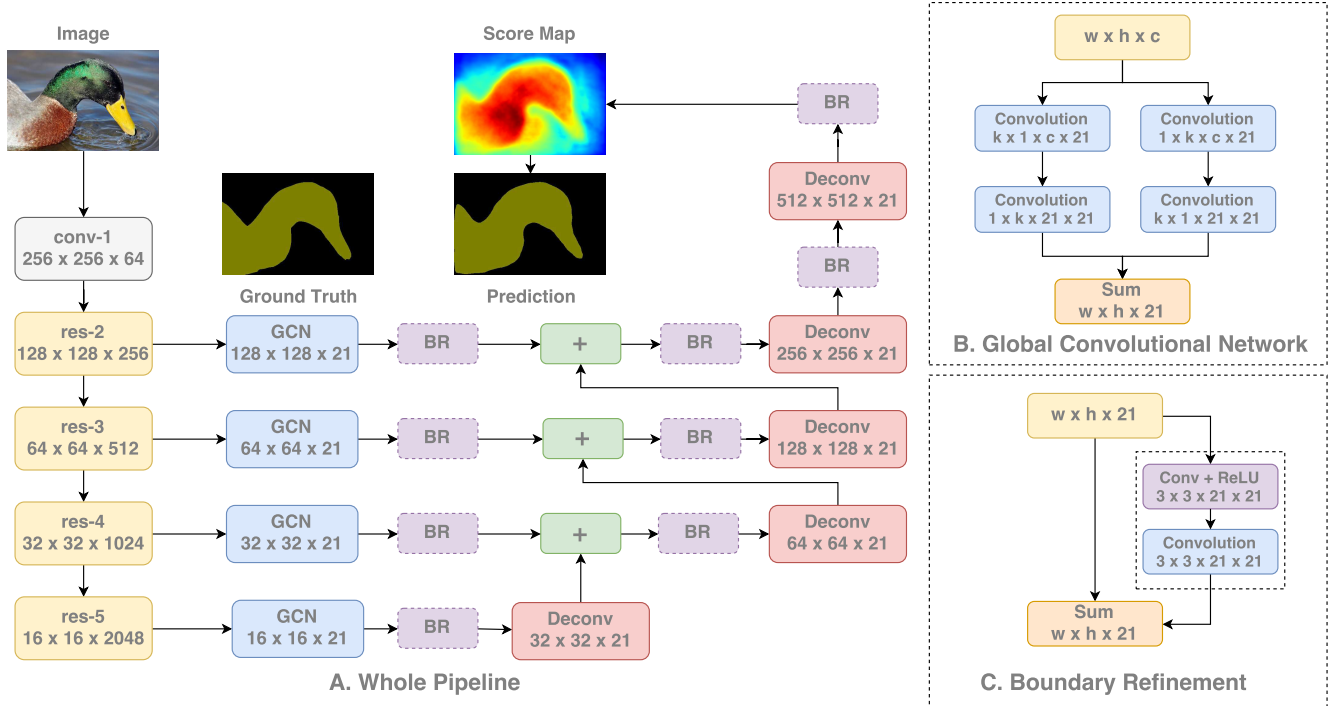 Image
Score Map
conv-1
256 x 256 x 64
Ground Truth
Prediction
BR
Deconv
512 x 512 x 21
BR
res-2
128 x 128 x 256
GCN
128 x 128 x 21
BR
+
BR
Deconv
256 x 256 x 21
res-3
64 x 64 x 512
GCN
64 x 64 x 21
BR
+
BR
Deconv
128 x 128 x 21
res-4
32 x 32 x 1024
GCN
32 x 32 x 21
BR
+
BR
Deconv
64 x 64 x 21
res-5
16 x 16 x 2048
GCN
16 x 16 x 21
BR
Deconv
32 x 32 x 21
A. Whole Pipeline
w x h x c
Convolution
k x 1 x c x 21
Convolution
1 x k x c x 21
Convolution
1 x k x 21 x 21
Convolution
k x 1 x 21 x 21
Sum
w x h x 21
B. Global Convolutional Network
w x h x 21
Conv + ReLU
3 x 3 x 21 x 21
Convolution
3 x 3 x 21 x 21
Sum
w x h x 21
C. Boundary Refinement